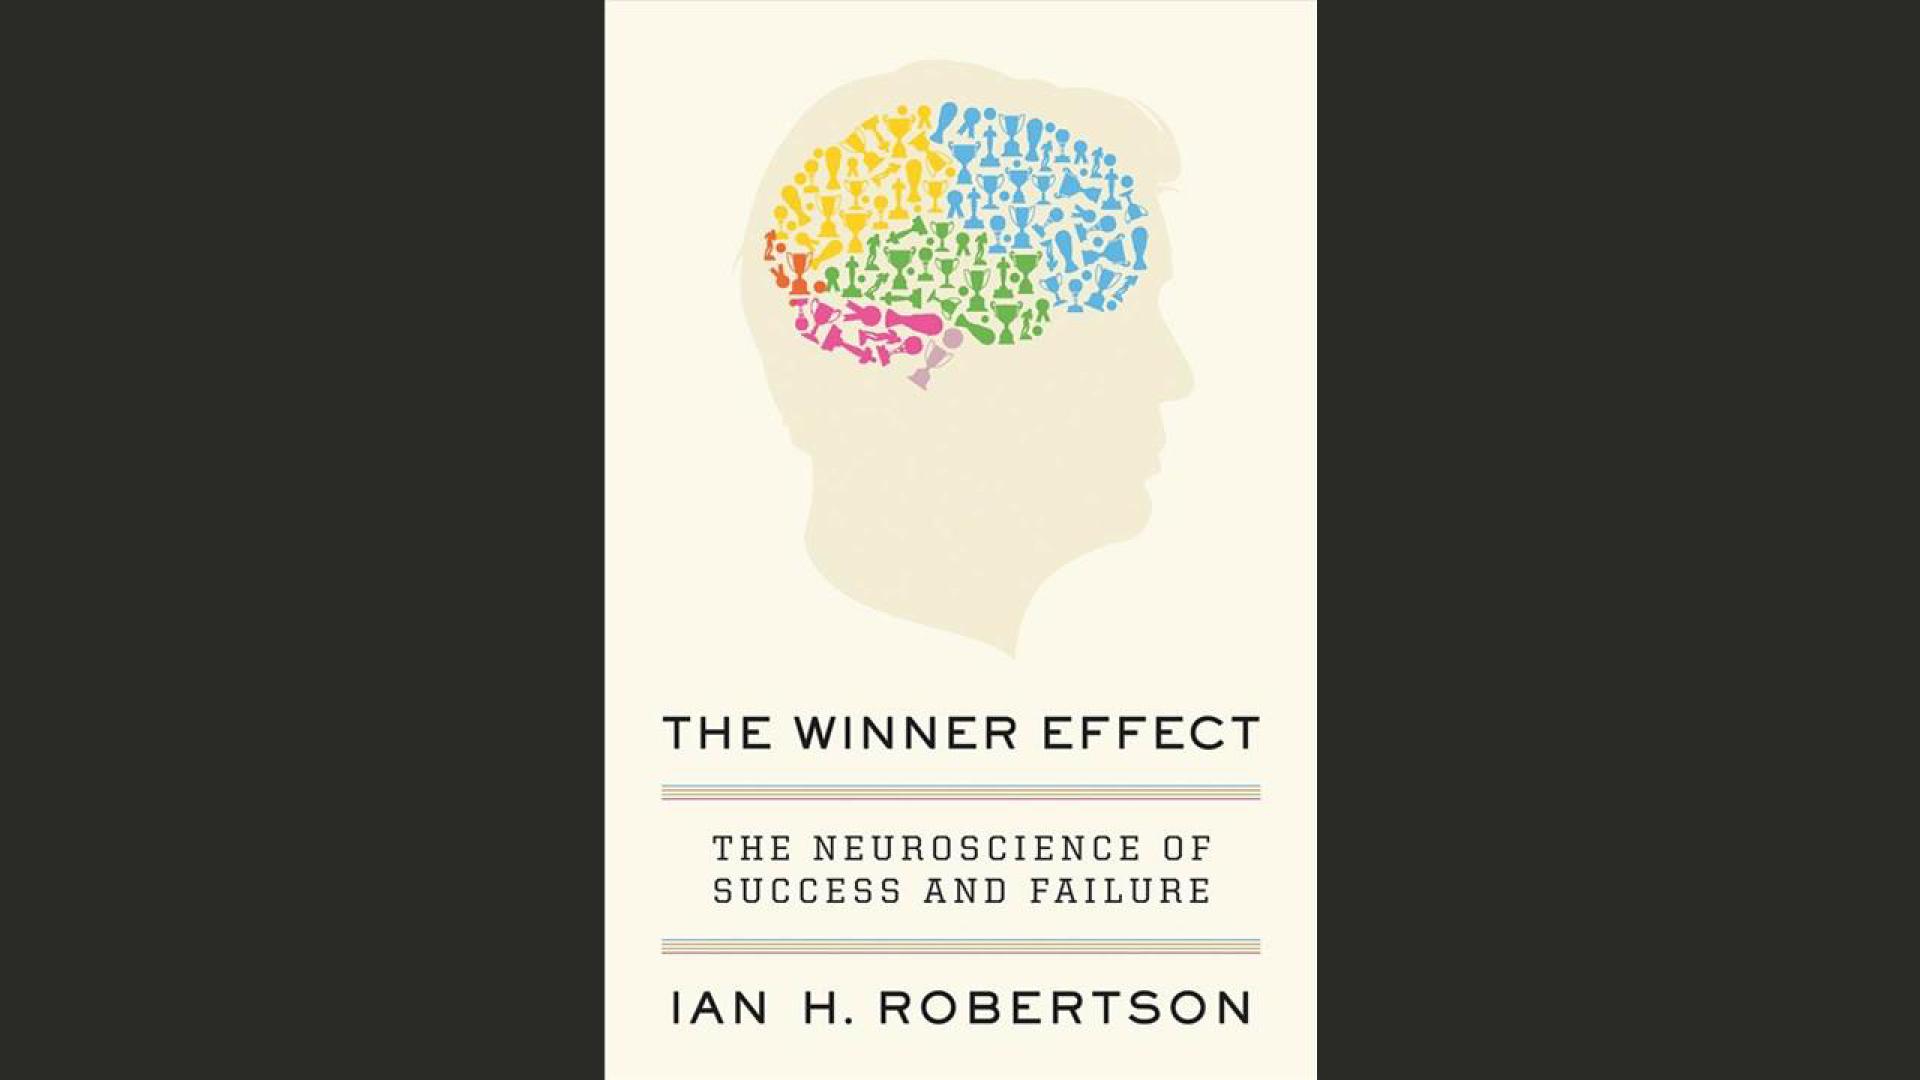 THE WINNER EFFECT
THE NEUROSCIENCE OF
SUCCESS AND FAILURE
IAN H. ROBERTSON